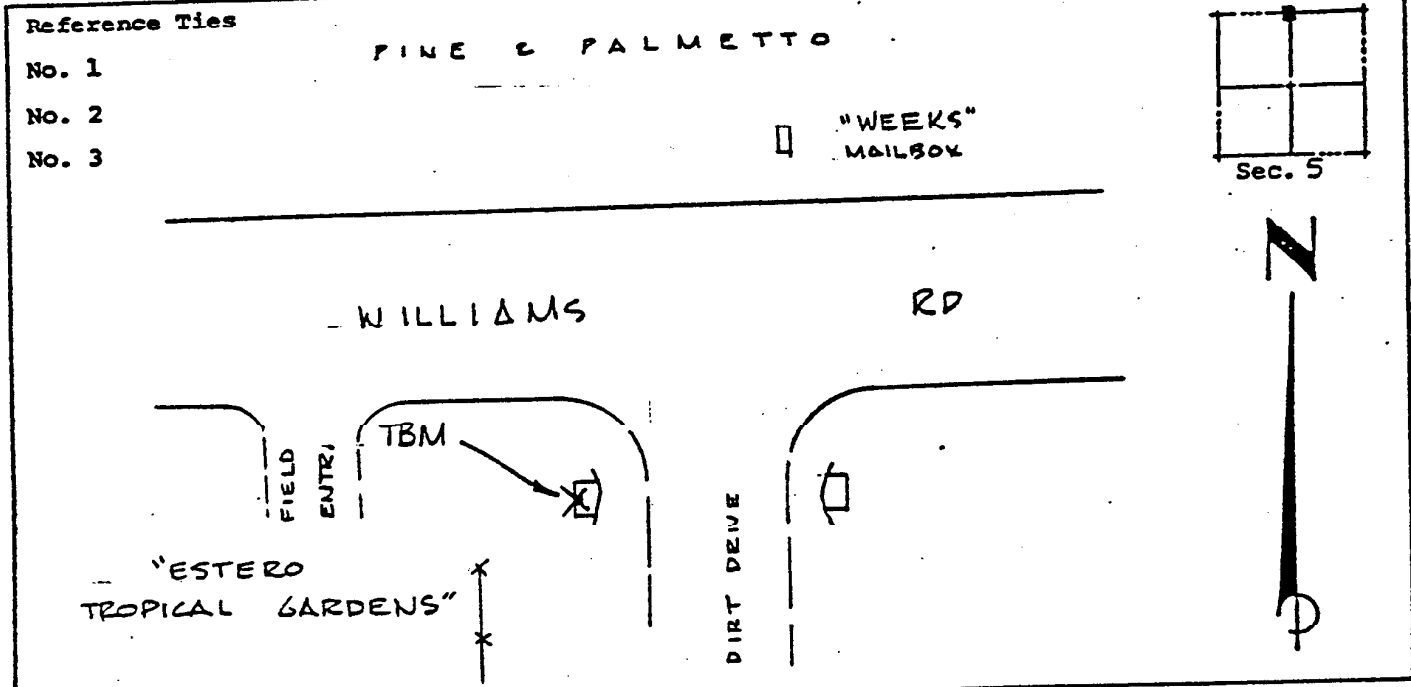 Reference Ties
No. 1
No. 2
No. 3
PINE & PALMETTO
"WEEKS"
MAILBOX
Sec. 5
N
WILLIAMS RD
TBM
FIELD
ENTR.
DIRT DRIVE
"ESTERO
TROPICAL GARDENS"